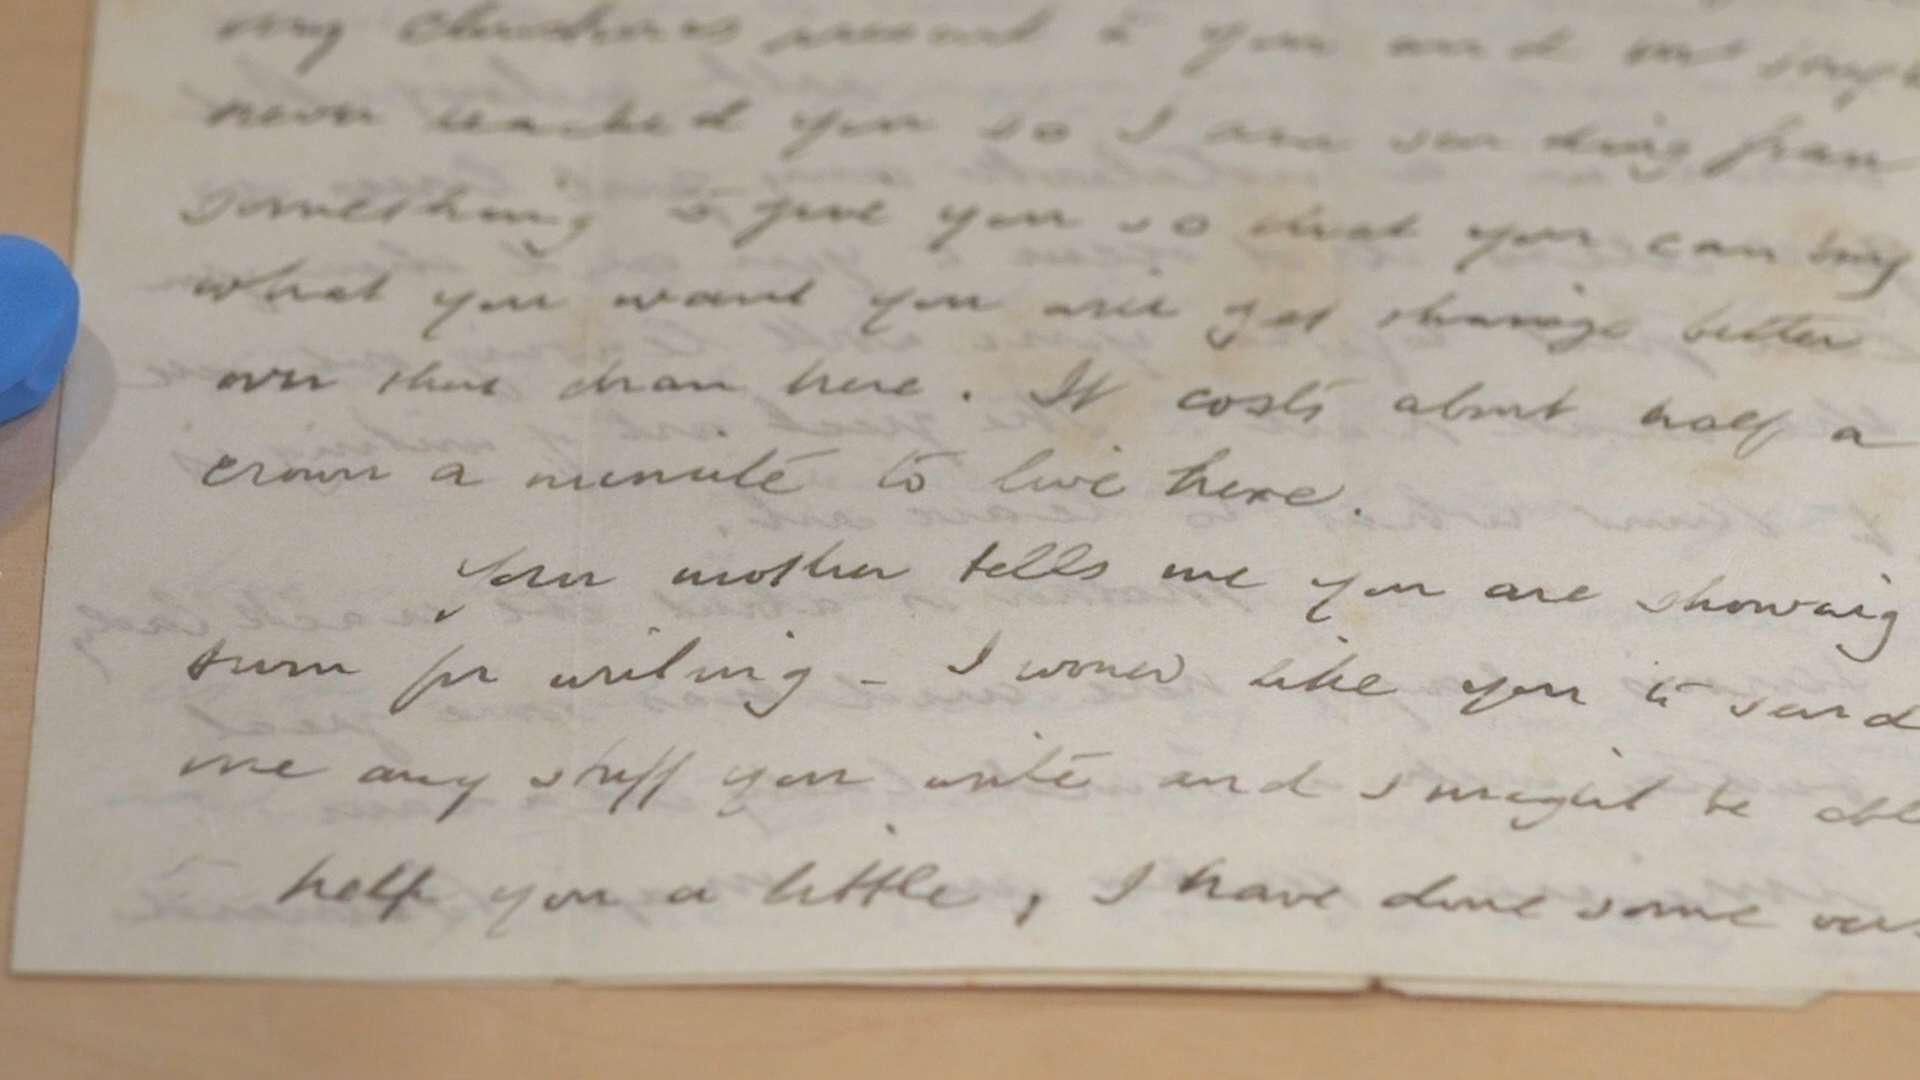 my Christmas present to you and
never reached you so I am sending
something to give you so that you can buy
what you want you will get things better
over there than here. It costs about half a
crown a minute to live here.
Your mother tells me you are showing
turn for writing - I would like you to send
me any stuff you write and I might be
help you a little, I have done some